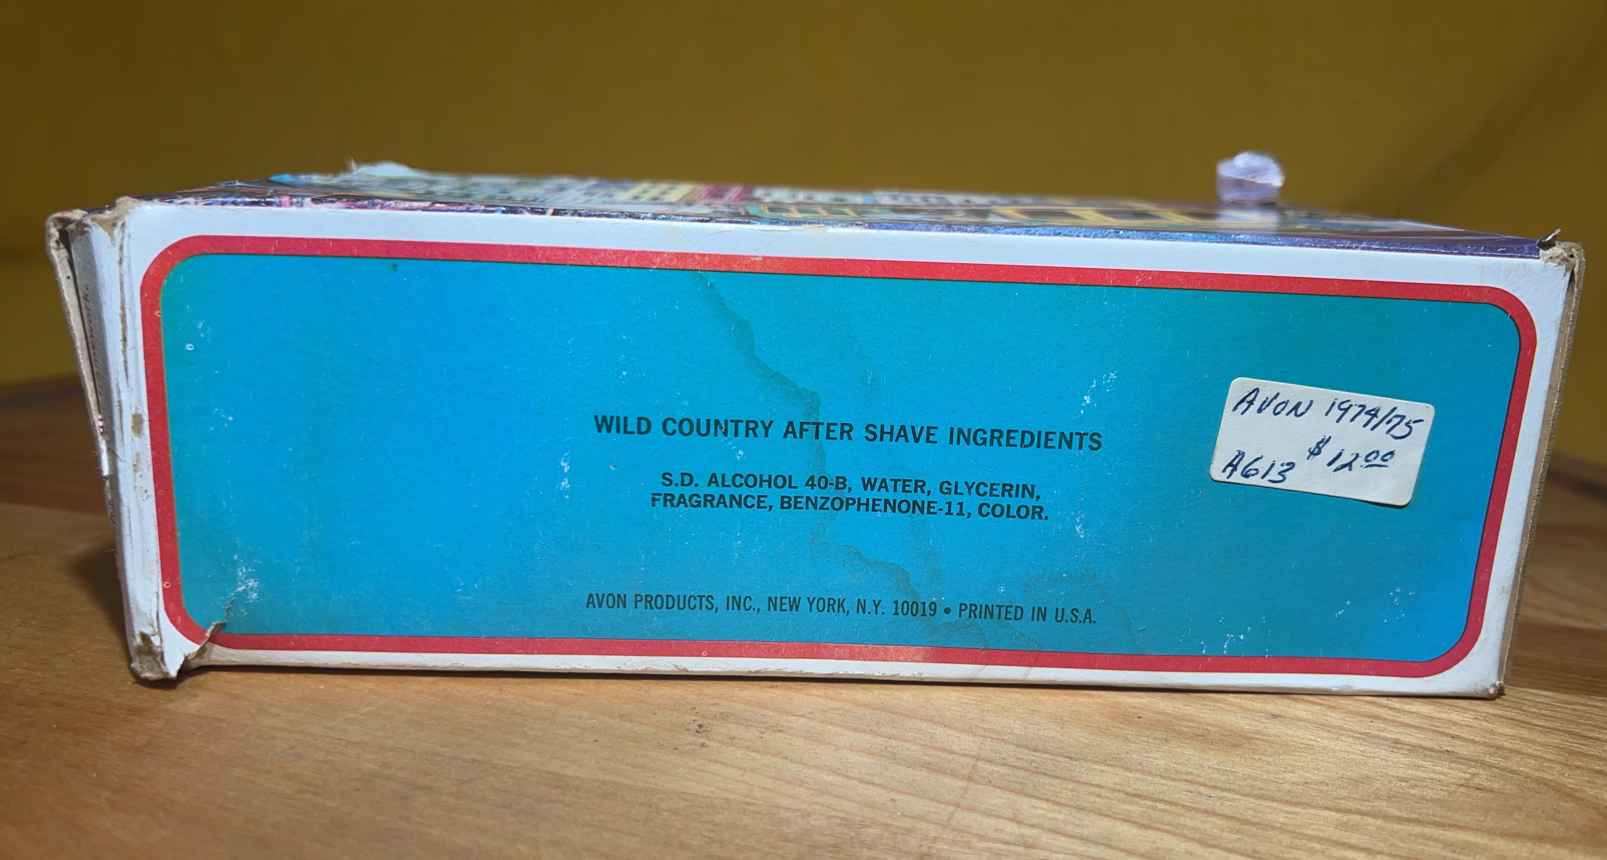 WILD COUNTRY AFTER SHAVE INGREDIENTS
S.D. ALCOHOL 40-B, WATER, GLYCERIN,
FRAGRANCE, BENZOPHENONE-11, COLOR.
AVON PRODUCTS, INC., NEW YORK, N.Y. 10019 • PRINTED IN U.S.A.
AVON 1974/75
A613 $12.00